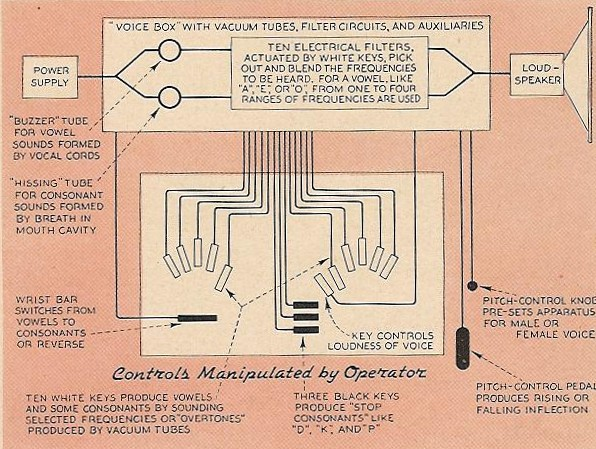 "VOICE BOX" WITH VACUUM TUBES, FILTER CIRCUITS, AND AUXILIARIES
POWER
SUPPLY
TEN ELECTRICAL FILTERS,
ACTUATED BY WHITE KEYS, PICK
OUT AND BLEND THE FREQUENCIES
TO BE HEARD. FOR A VOWEL, LIKE
"A", "E", OR "O", FROM ONE TO FOUR
RANGES OF FREQUENCIES ARE USED
LOUD-
SPEAKER
"BUZZER" TUBE
FOR VOWEL
SOUNDS FORMED
BY VOCAL CORDS
"HISSING" TUBE
FOR CONSONANT
SOUNDS FORMED
BY BREATH IN
MOUTH CAVITY
WRIST BAR
SWITCHES FROM
VOWELS TO
CONSONANTS
OR REVERSE
KEY CONTROLS
LOUDNESS OF VOICE
PITCH-CONTROL KNOB
PRE-SETS APPARATUS
FOR MALE OR
FEMALE VOICE
Controls Manipulated by Operator
TEN WHITE KEYS PRODUCE VOWELS
AND SOME CONSONANTS BY SOUNDING
SELECTED FREQUENCIES OR "OVERTONES"
PRODUCED BY VACUUM TUBES
THREE BLACK KEYS
PRODUCE "STOP
CONSONANTS" LIKE
"D", "K", AND "P"
PITCH-CONTROL PEDAL
PRODUCES RISING OR
FALLING INFLECTION